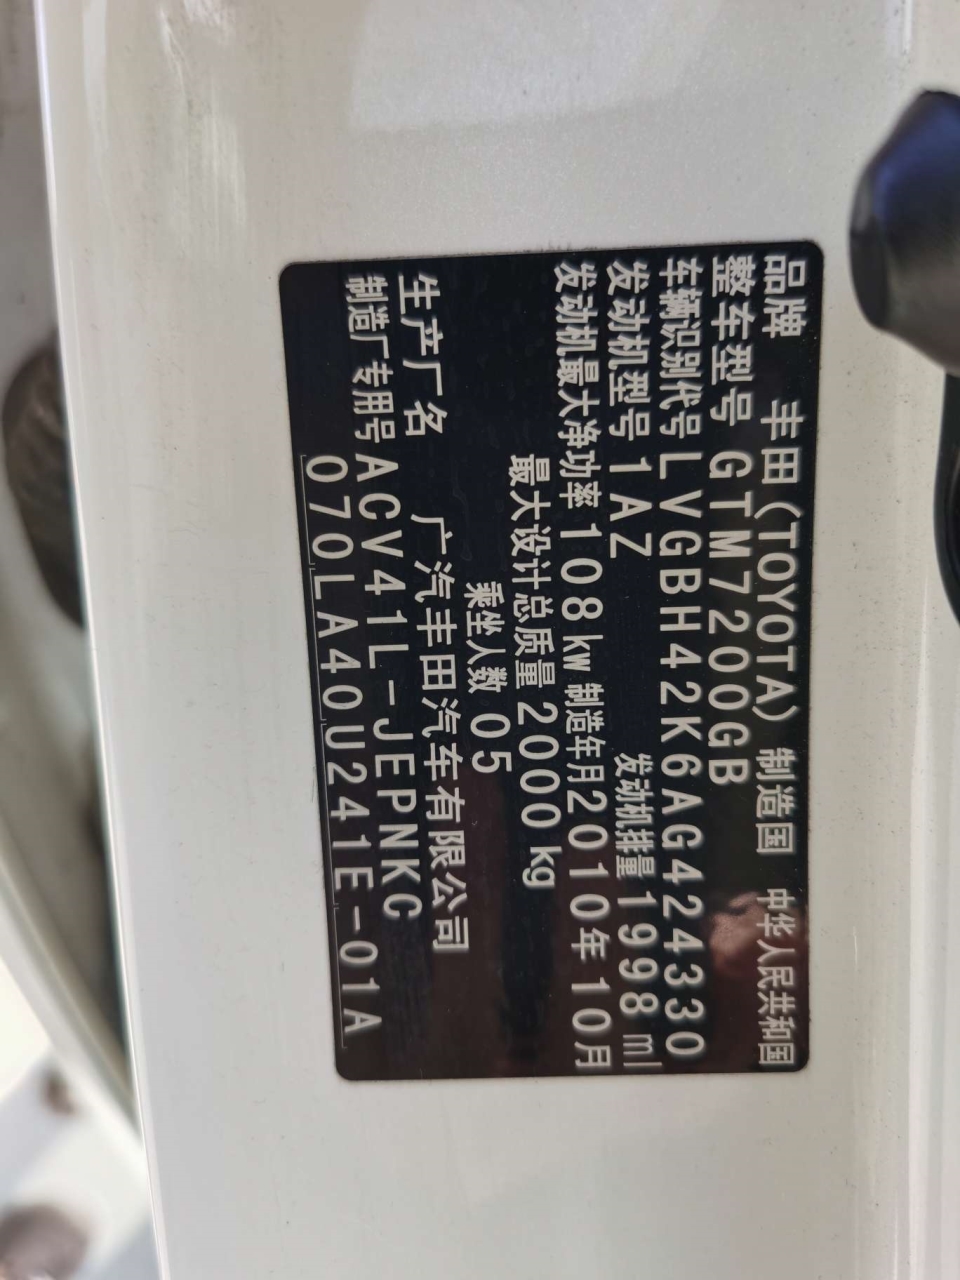 品牌 丰田(TOYOTA) 制造国 中华人民共和国
整车型号 GTM7200GB
车辆识别代号 LVGBH42K6AG424330
发动机型号 1AZ 发动机排量 1998 ml
发动机最大净功率 108 kW 制造年月 2010年10月
最大设计总质量 2000 kg
乘坐人数 05
生产厂名 广汽丰田汽车有限公司
制造厂专用号 ACV41L-JEPNKC
070LA40U241E-01A